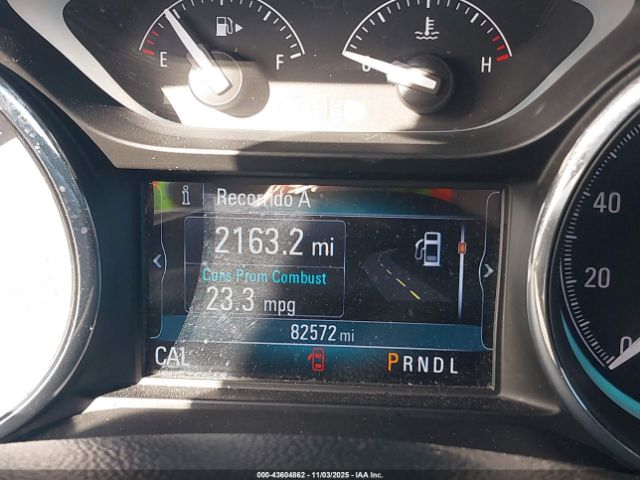 E F
H
Recorrido A
2163.2 mi
Cons Prom Combust
23.3 mpg
82572 mi
PRNDL
40
20
0
000-43604862 - 11/03/2025 - IAA Inc.